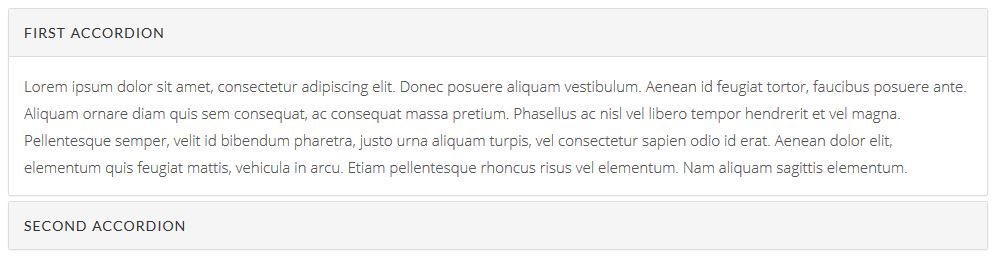 FIRST ACCORDION
Lorem ipsum dolor sit amet, consectetur adipiscing elit. Donec posuere aliquam vestibulum. Aenean id feugiat tortor, faucibus posuere ante.
Aliquam ornare diam quis sem consequat, ac consequat massa pretium. Phasellus ac nisl vel libero tempor hendrerit et vel magna.
Pellentesque semper, velit id bibendum pharetra, justo urna aliquam turpis, vel consectetur sapien odio id erat. Aenean dolor elit,
elementum quis feugiat mattis, vehicula in arcu. Etiam pellentesque rhoncus risus vel elementum. Nam aliquam sagittis elementum.
SECOND ACCORDION